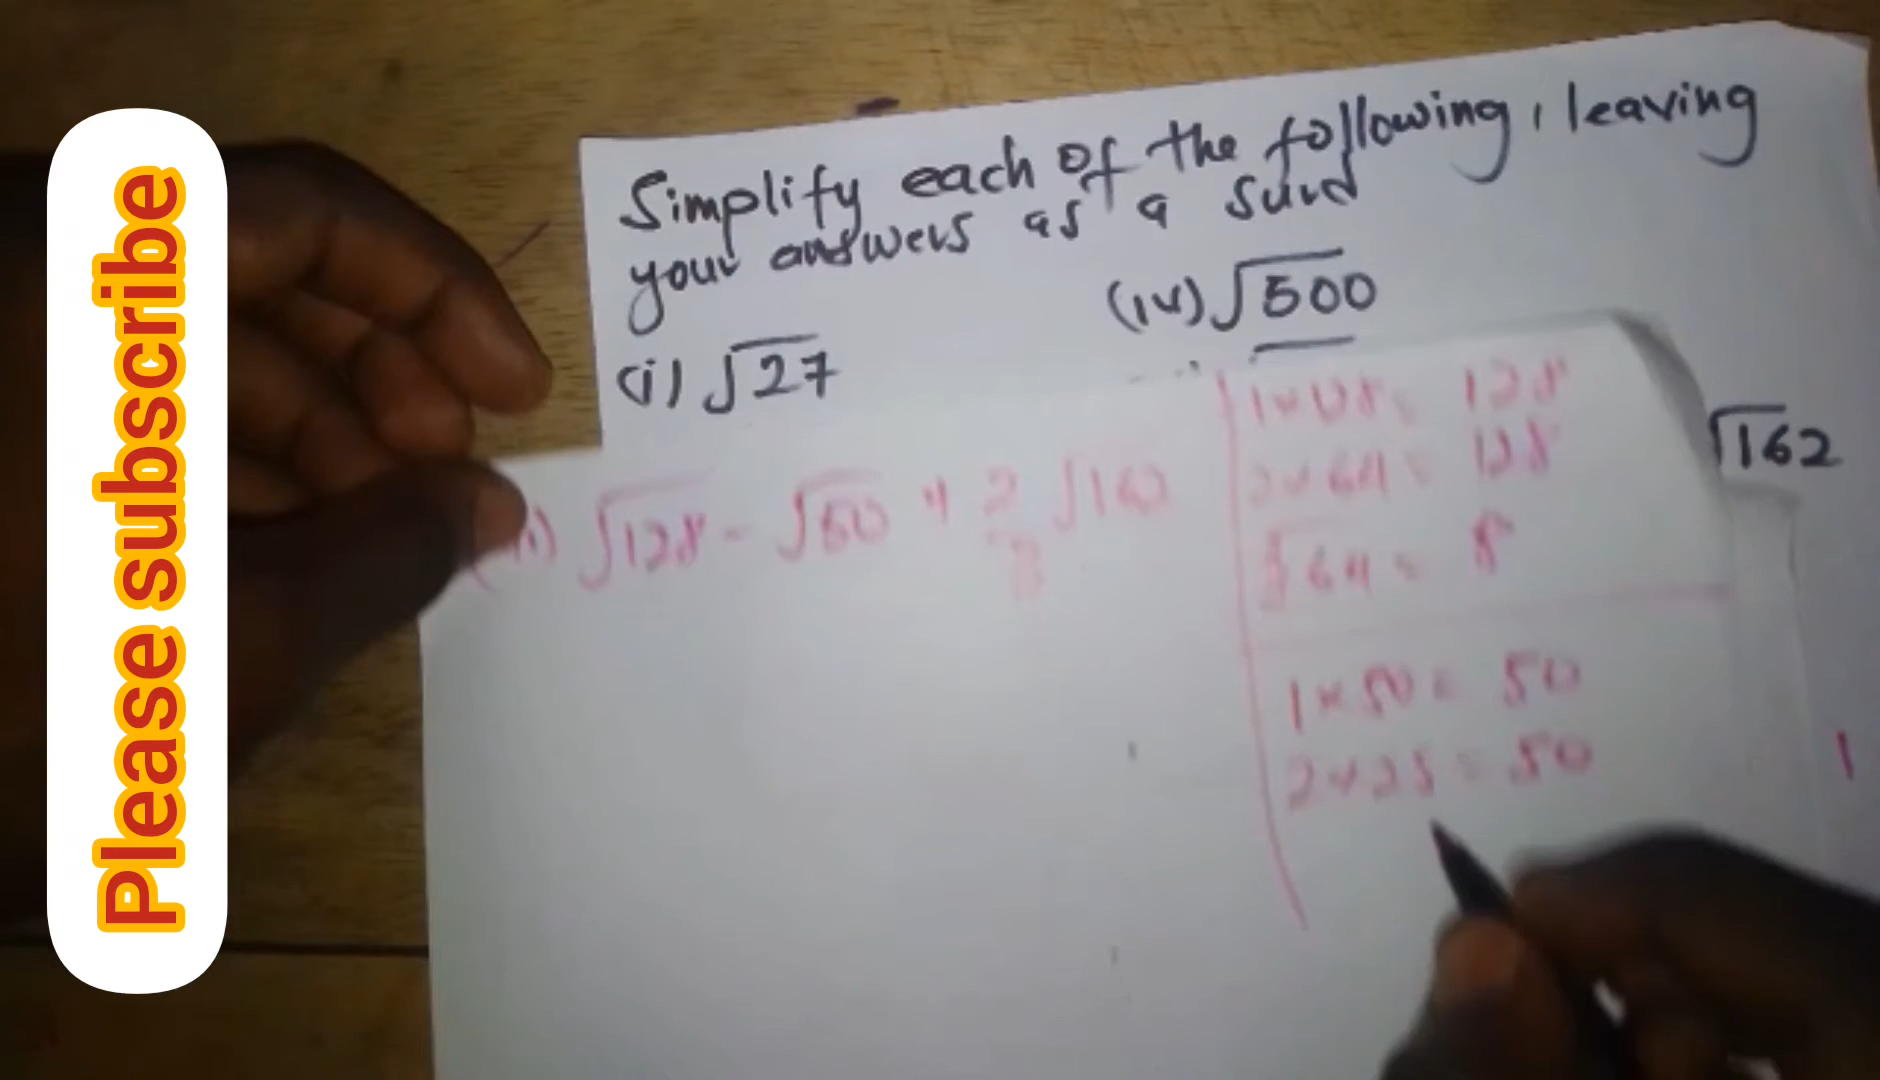 Please subscribe
Simplify each of the following, leaving
your answers as a surd
(i) √27
(iv) √500
√162
√128 - √50 + 2/3 √162
1×128 = 128
2×64 = 128
√64 = 8
1×50 = 50
2×25 = 50